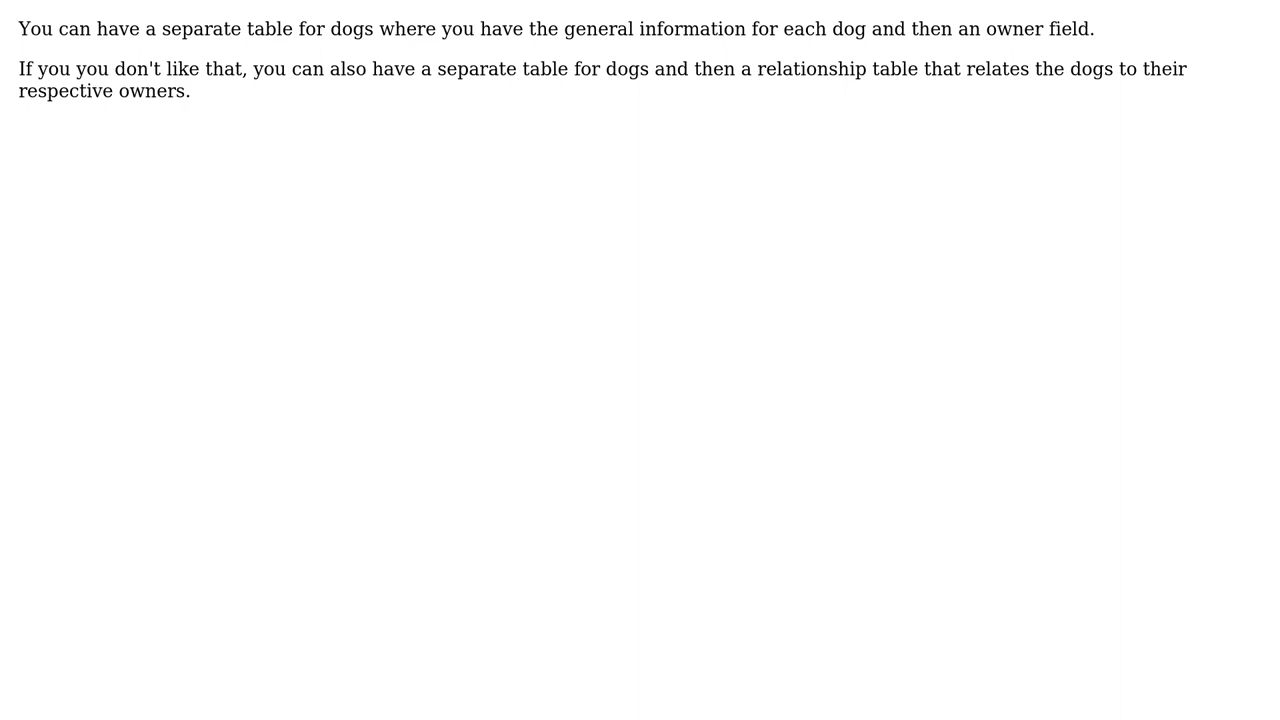 You can have a separate table for dogs where you have the general information for each dog and then an owner field.
If you you don't like that, you can also have a separate table for dogs and then a relationship table that relates the dogs to their
respective owners.